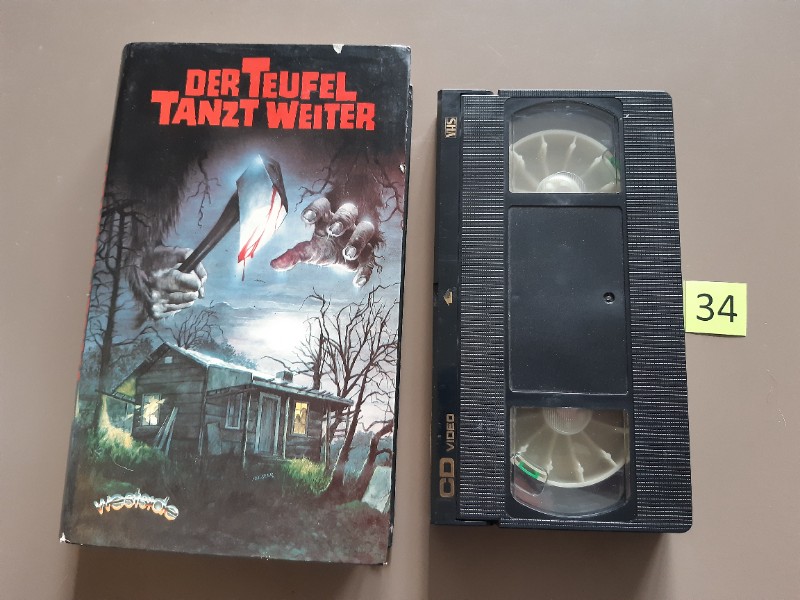 DER TEUFEL
TANZT WEITER
westside
VHS
CD VIDEO
34